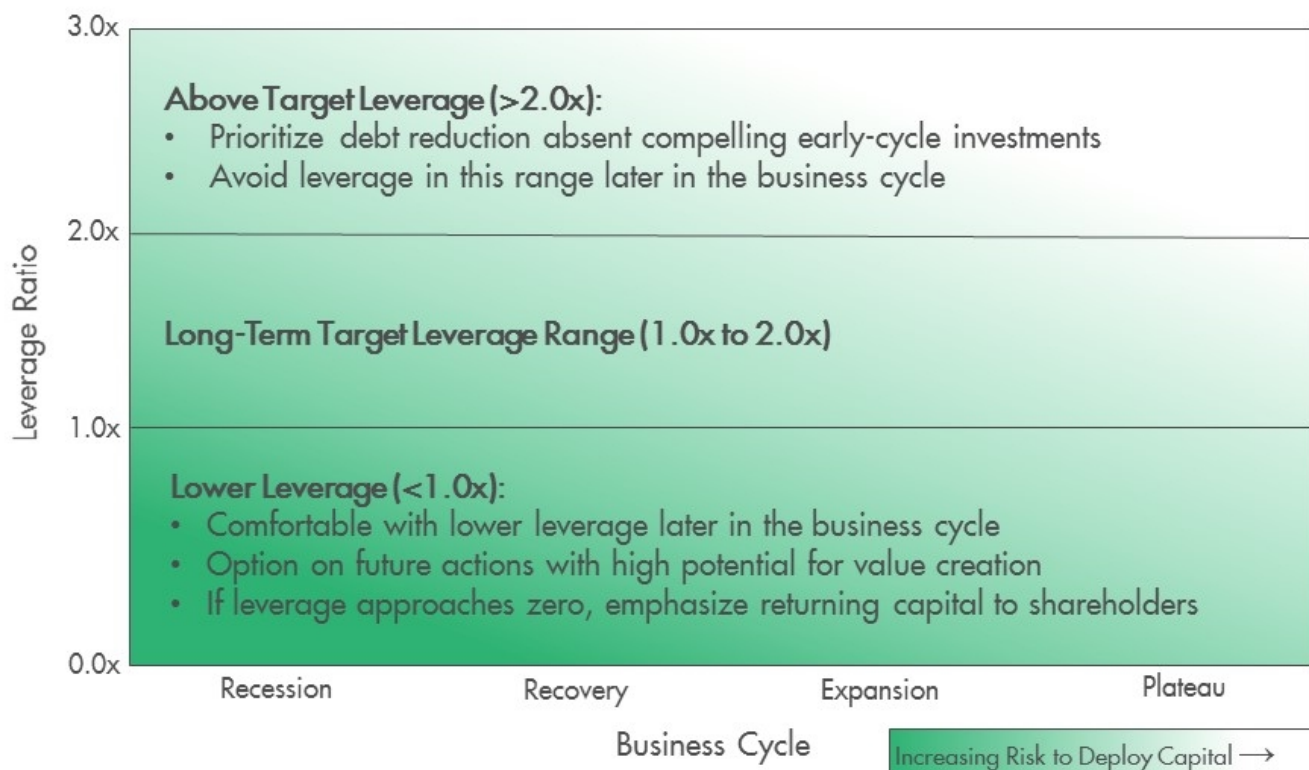 3.0x
Above Target Leverage (>2.0x):
• Prioritize debt reduction absent compelling early-cycle investments
• Avoid leverage in this range later in the business cycle
2.0x
Leverage Ratio
Long-Term Target Leverage Range (1.0x to 2.0x)
1.0x
Lower Leverage (<1.0x):
• Comfortable with lower leverage later in the business cycle
• Option on future actions with high potential for value creation
• If leverage approaches zero, emphasize returning capital to shareholders
0.0x
Recession Recovery Expansion Plateau
Business Cycle
Increasing Risk to Deploy Capital →